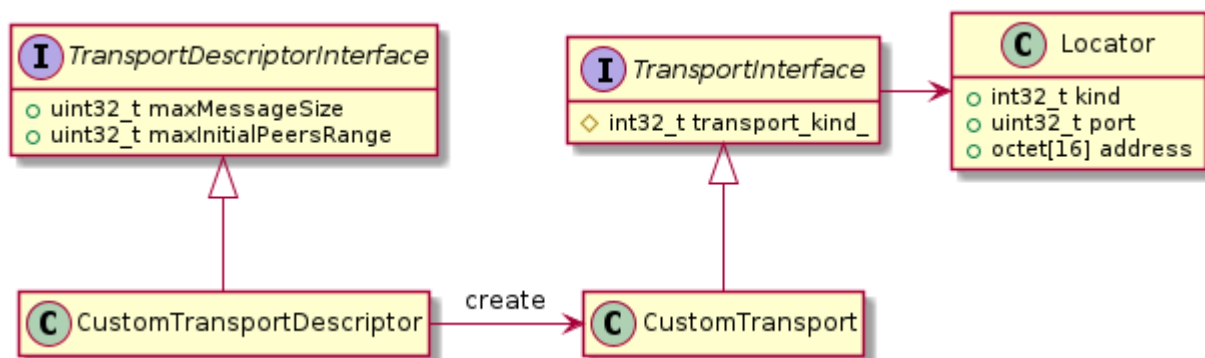 I TransportDescriptorInterface
uint32_t maxMessageSize
uint32_t maxInitialPeersRange
I TransportInterface
int32_t transport_kind_
C Locator
int32_t kind
uint32_t port
octet[16] address
C CustomTransportDescriptor
create
C CustomTransport